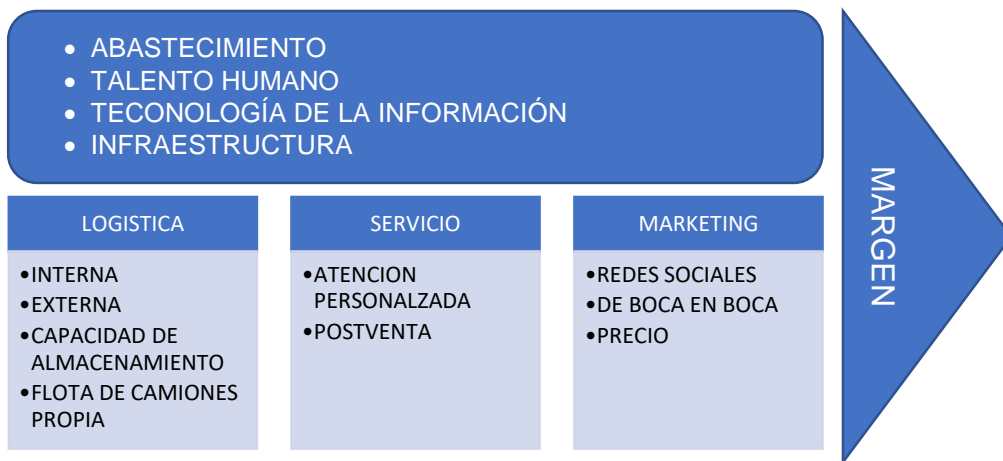 • ABASTECIMIENTO
• TALENTO HUMANO
• TECONOLOGÍA DE LA INFORMACIÓN
• INFRAESTRUCTURA
MARGEN
LOGISTICA
•INTERNA
•EXTERNA
•CAPACIDAD DE
ALMACENAMIENTO
•FLOTA DE CAMIONES
PROPIA
SERVICIO
•ATENCION
PERSONALZADA
•POSTVENTA
MARKETING
•REDES SOCIALES
•DE BOCA EN BOCA
•PRECIO